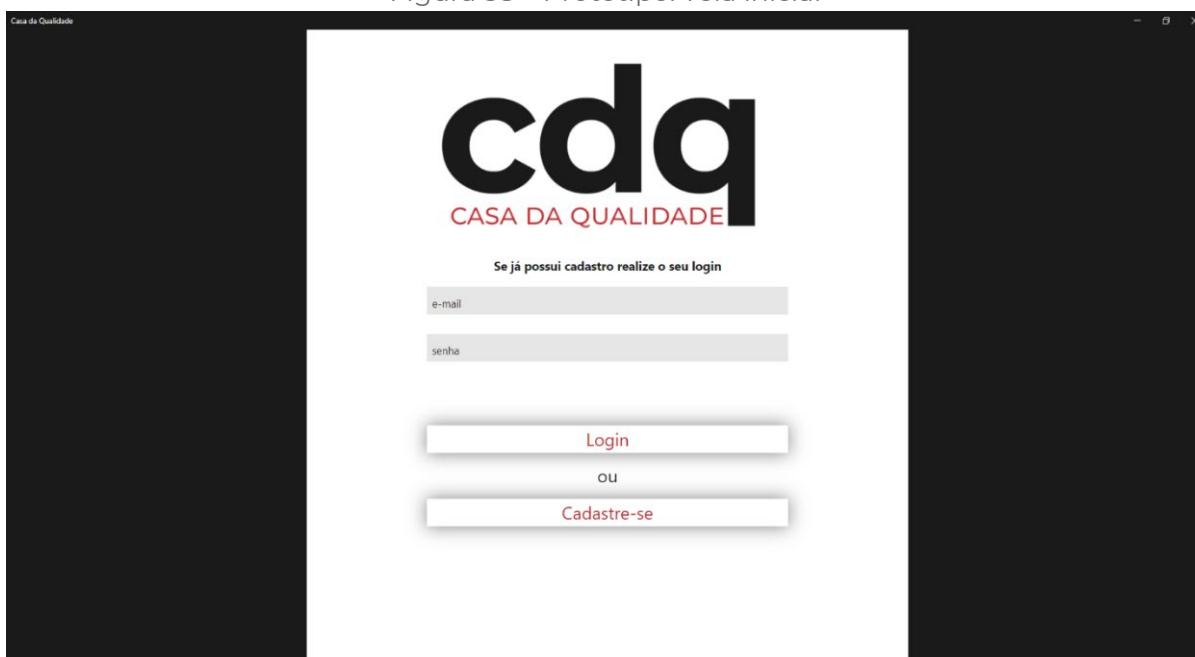 Casa da Qualidade
cdq
CASA DA QUALIDADE
Se já possui cadastro realize o seu login
e-mail
senha
Login
ou
Cadastre-se